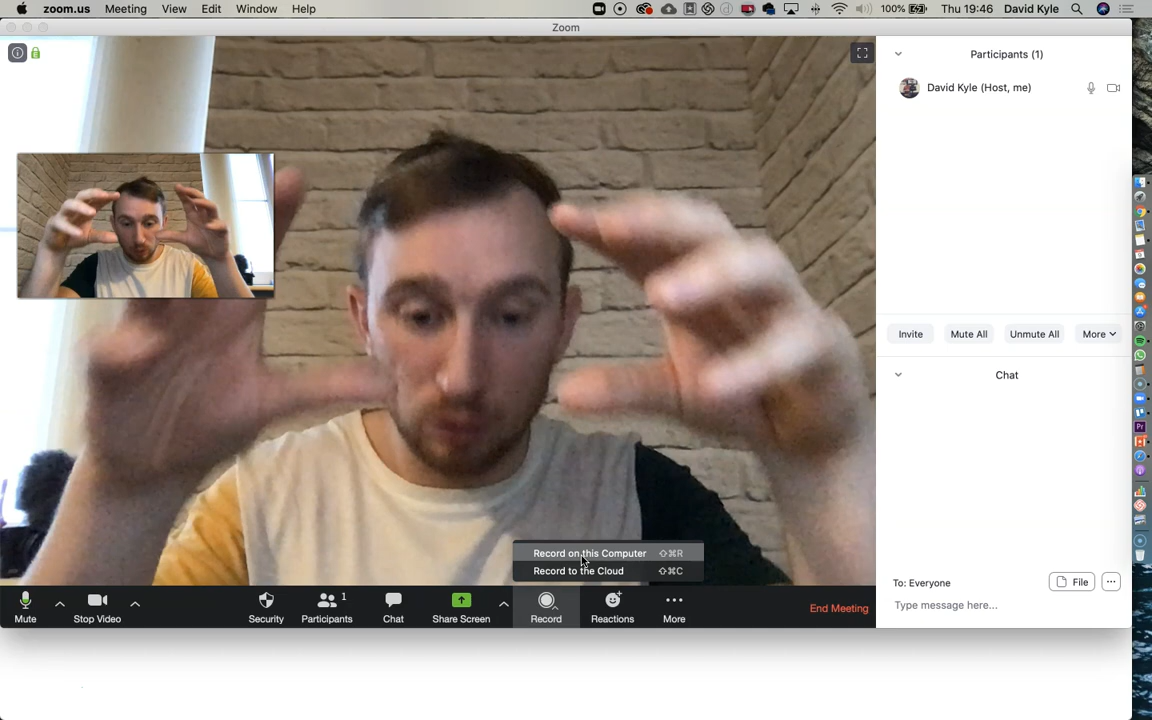 zoom.us Meeting View Edit Window Help 100% Thu 19:46 David Kyle
Zoom
Participants (1)
David Kyle (Host, me)
Invite Mute All Unmute All More
Chat
Record on this Computer ⇧⌘R
Record to the Cloud ⇧⌘C
To: Everyone File
Type message here...
1
Mute Stop Video Security Participants Chat Share Screen Record Reactions More End Meeting